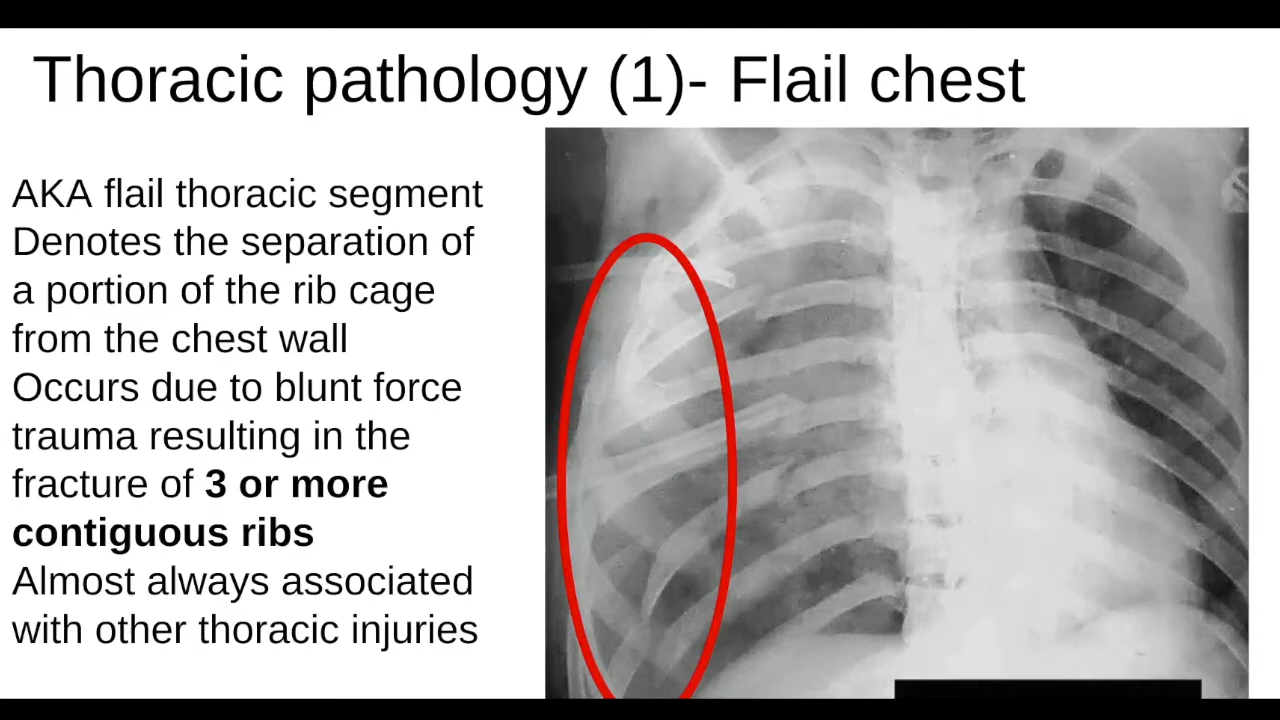 Thoracic pathology (1)- Flail chest
AKA flail thoracic segment
Denotes the separation of
a portion of the rib cage
from the chest wall
Occurs due to blunt force
trauma resulting in the
fracture of 3 or more
contiguous ribs
Almost always associated
with other thoracic injuries